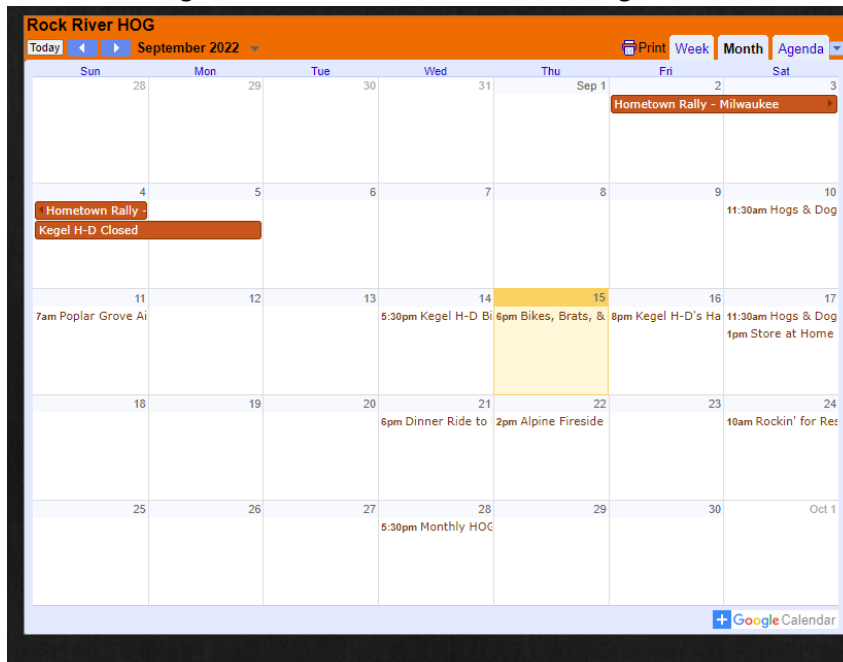 Rock River HOG
Today September 2022 Print Week Month Agenda
Sun Mon Tue Wed Thu Fri Sat
28 29 30 31 Sep 1 2 3
Hometown Rally - Milwaukee
4 5 6 7 8 9 10
Hometown Rally - 11:30am Hogs & Dog
Kegel H-D Closed
11 12 13 14 15 16 17
7am Poplar Grove Ai 5:30pm Kegel H-D Bi 6pm Bikes, Brats, & 8pm Kegel H-D's Ha 11:30am Hogs & Dog
1pm Store at Home
18 19 20 21 22 23 24
6pm Dinner Ride to 2pm Alpine Fireside 10am Rockin' for Res
25 26 27 28 29 30 Oct 1
5:30pm Monthly HOG
Google Calendar